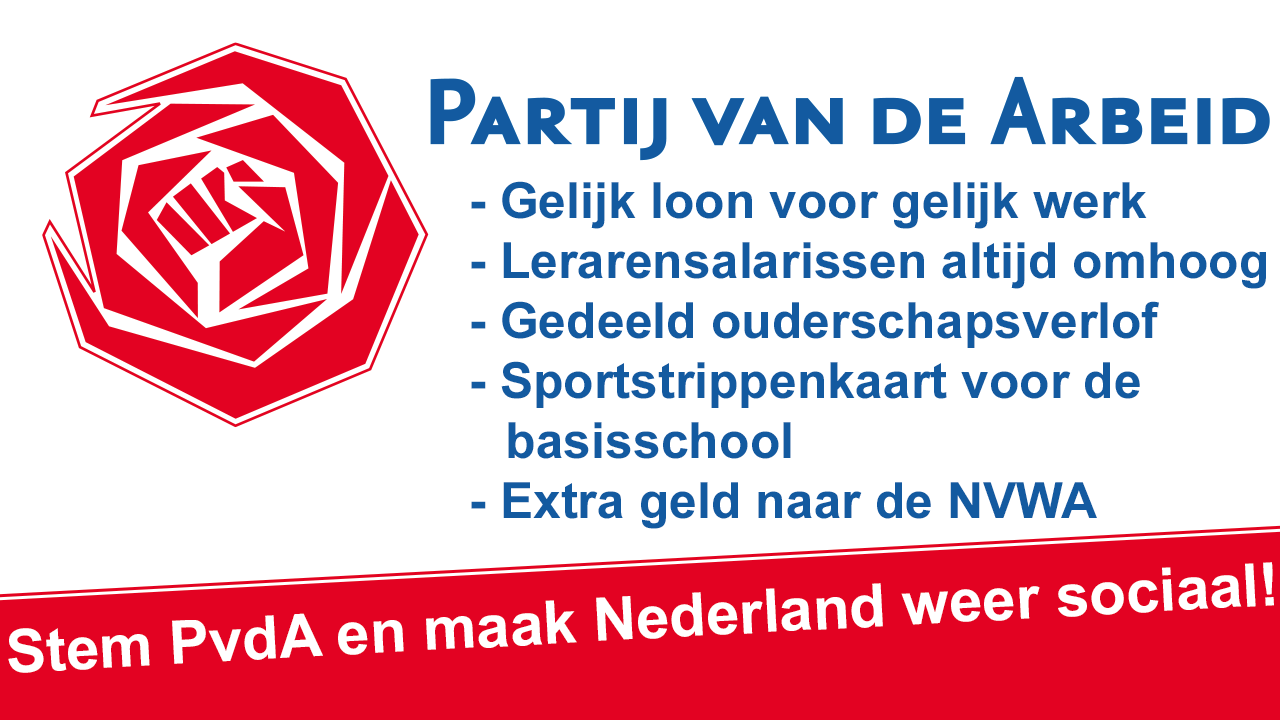 Partij van de Arbeid
- Gelijk loon voor gelijk werk
- Lerarensalarissen altijd omhoog
- Gedeeld ouderschapsverlof
- Sportstrippenkaart voor de
basisschool
- Extra geld naar de NVWA
Stem PvdA en maak Nederland weer sociaal!